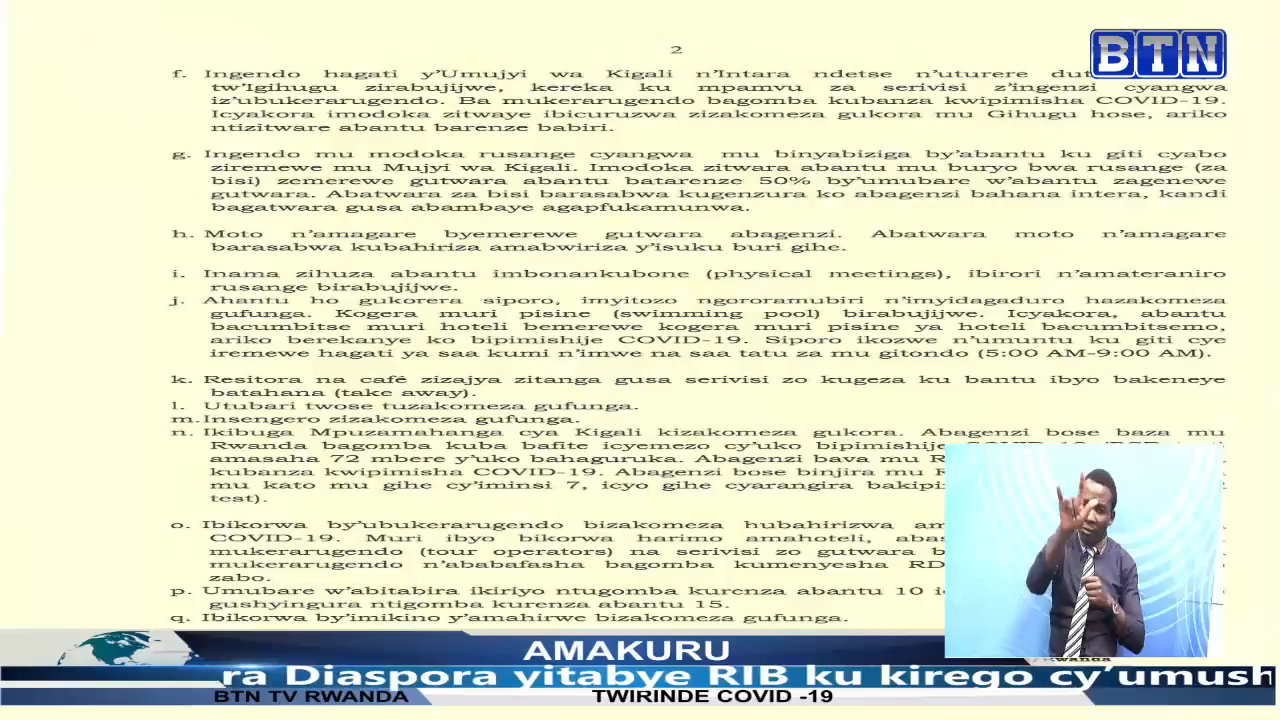 2
BTN
f. Ingendo hagati y'Umujyi wa Kigali n'Intara ndetse n'uturere
tw'Igihugu zirabujijwe, kereka ku mpamvu za serivisi z'ingenzi cyangwa
iz'ubukerarugendo. Ba mukerarugendo bagomba kubanza kwipimisha COVID-19.
Icyakora imodoka zitwaye ibicuruzwa zizakomeza gukora mu Gihugu hose, ariko
ntizitware abantu barenze babiri.
g. Ingendo mu modoka rusange cyangwa mu binyabiziga by'abantu ku giti cyabo
ziremewe mu Mujyi wa Kigali. Imodoka zitwara abantu mu buryo bwa rusange (za
bisi) zemerewe gutwara abantu batarenze 50% by'umubare w'abantu zagenewe
gutwara. Abatwara za bisi barasabwa kugenzura ko abagenzi bahana intera, kandi
bagatwara gusa abambaye agapfukamunwa.
h. Moto n'amagare byemerewe gutwara abagenzi. Abatwara moto n'amagare
barasabwa kubahiriza amabwiriza y'isuku buri gihe.
i. Inama zihuza abantu imbonankubone (physical meetings), ibirori n'amateraniro
rusange birabujijwe.
j. Ahantu ho gukorera siporo, imyitozo ngororamubiri n'imyidagaduro hazakomeza
gufunga. Kogera muri pisine (swimming pool) birabujijwe. Icyakora, abantu
bacumbitse muri hoteli bemerewe kogera muri pisine ya hoteli bacumbitsemo,
ariko berekanye ko bipimishije COVID-19. Siporo ikozwe n'umuntu ku giti cye
iremewe hagati ya saa kumi n'imwe na saa tatu za mu gitondo (5:00 AM-9:00 AM).
k. Resitora na café zizajya zitanga gusa serivisi zo kugeza ku bantu ibyo bakeneye
batahana (take away).
l. Utubari twose tuzakomeza gufunga.
m. Insengero zizakomeza gufunga.
n. Ikibuga Mpuzamahanga cya Kigali kizakomeza gukora. Abagenzi bose baza mu
Rwanda bagomba kuba bafite icyemezo cy'uko bipimishije
amasaha 72 mbere y'uko bahaguruka. Abagenzi bava mu
kubanza kwipimisha COVID-19. Abagenzi bose binjira mu
mu kato mu gihe cy'iminsi 7, icyo gihe cyarangira
test).
o. Ibikorwa by'ubukerarugendo bizakomeza hubahirizwa
COVID-19. Muri ibyo bikorwa harimo amahoteli,
mukerarugendo (tour operators) na serivisi zo gutwara
mukerarugendo n'ababafasha bagomba kumenyesha
zabo.
p. Umubare w'abitabira ikiriyo ntugomba kurenza abantu 10
gushyingura ntigomba kurenza abantu 15.
q. Ibikorwa by'imikino y'amahirwe bizakomeza gufunga.
AMAKURU
ra Diaspora yitabye RIB ku kirego cy'umush
BTN TV RWANDA TWIRINDE COVID -19